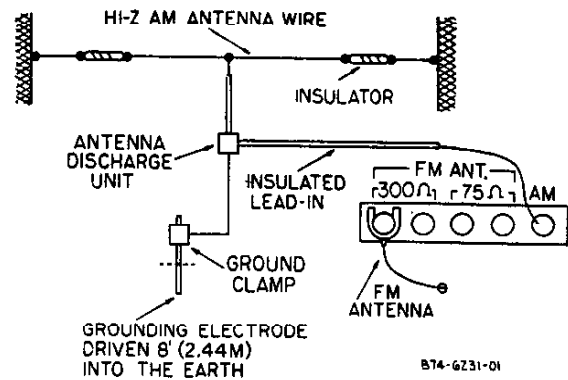 HI-Z AM ANTENNA WIRE
INSULATOR
ANTENNA
DISCHARGE
UNIT
INSULATED
LEAD-IN
FM ANT.
300Ω 75Ω AM
GROUND
CLAMP
FM
ANTENNA
GROUNDING ELECTRODE
DRIVEN 8' (2.44M)
INTO THE EARTH
B74-6231-01